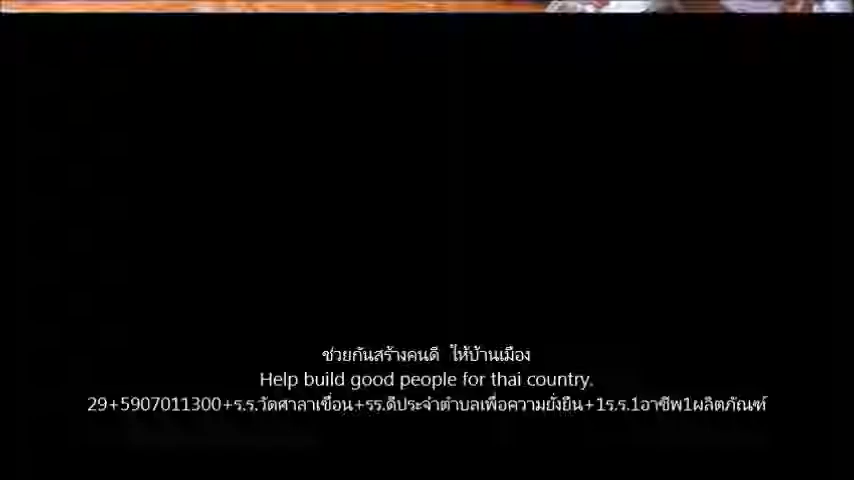 ช่วยกันสร้างคนดี ให้บ้านเมือง
Help build good people for thai country.
29+5907011300+ร.ร.วัดศาลาเขื่อน+รร.ดีประจำตำบลเพื่อความยั่งยืน+1ร.ร.1อาชีพ1ผลิตภัณฑ์